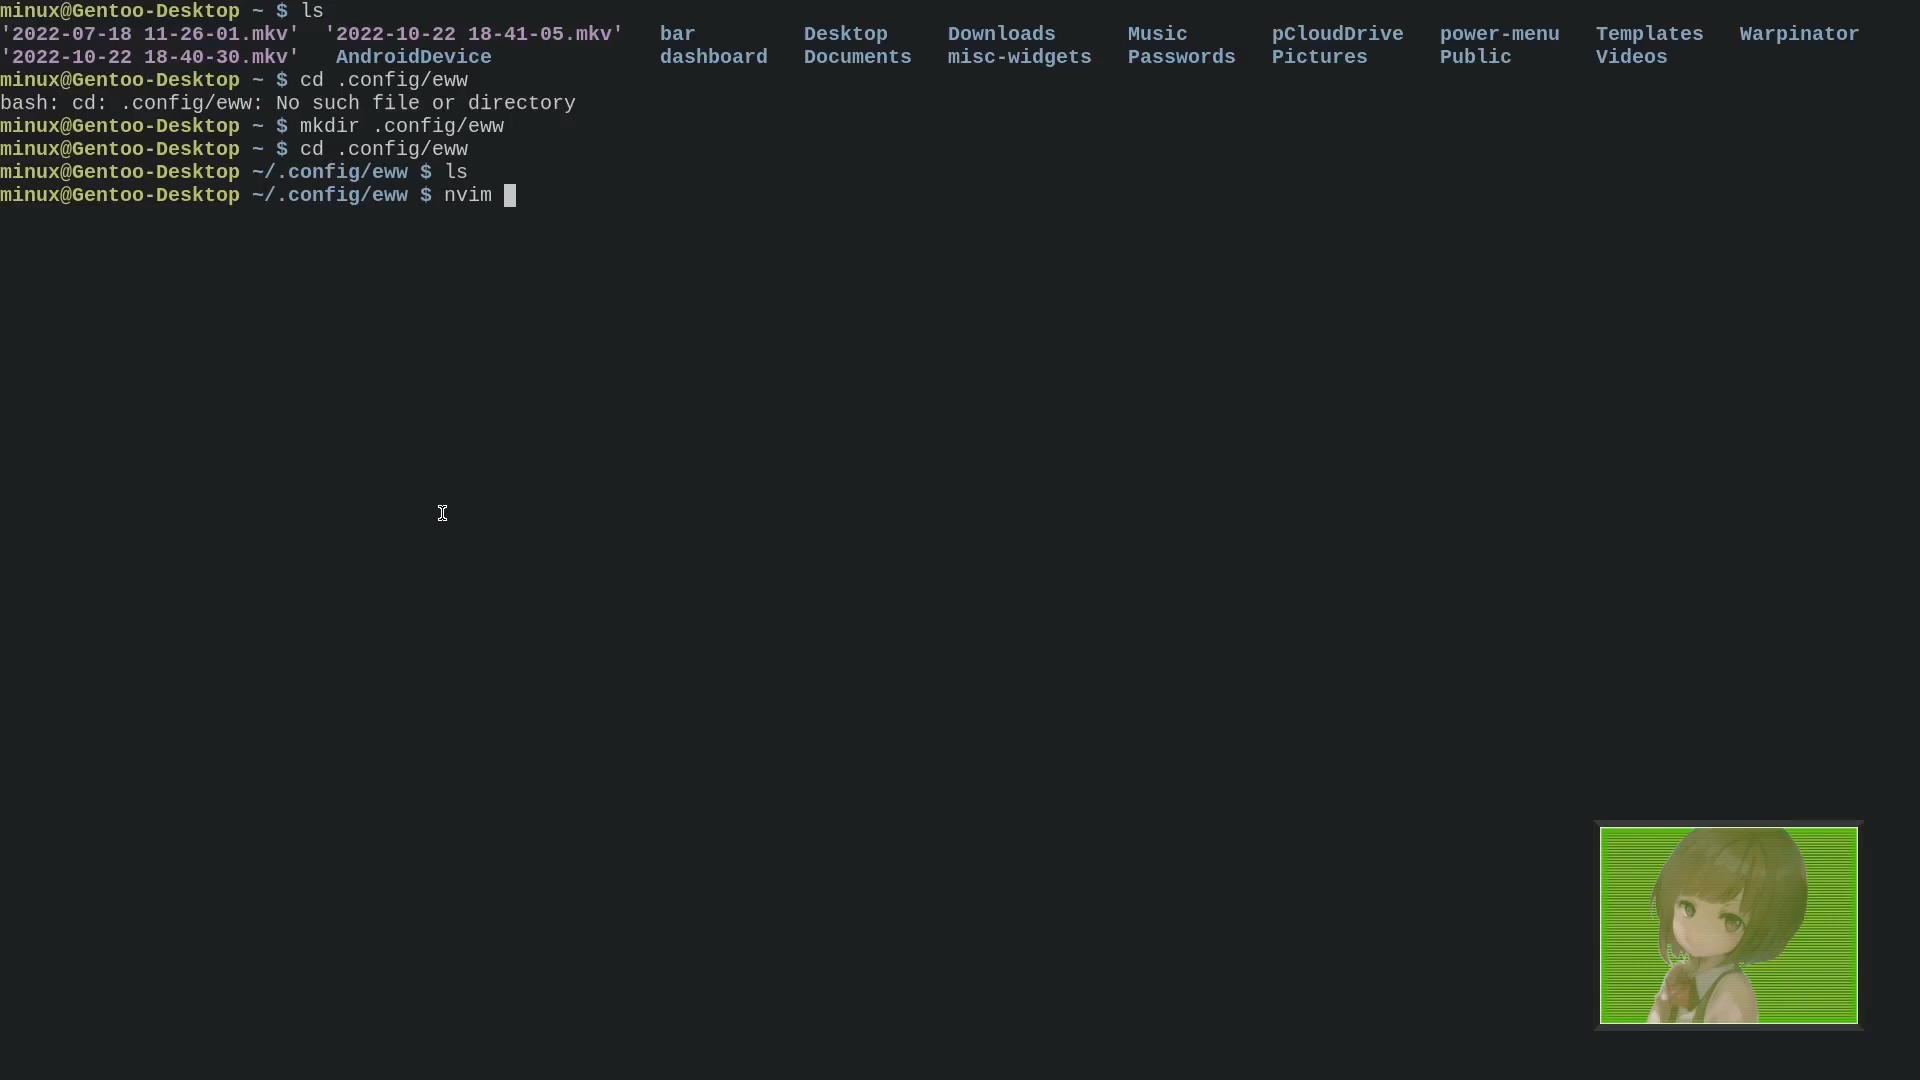 minux@Gentoo-Desktop ~ $ ls
'2022-07-18 11-26-01.mkv'  '2022-10-22 18-41-05.mkv'   bar         Desktop     Downloads      Music       pCloudDrive   power-menu   Templates   Warpinator
'2022-10-22 18-40-30.mkv'   AndroidDevice              dashboard   Documents   misc-widgets   Passwords   Pictures      Public       Videos
minux@Gentoo-Desktop ~ $ cd .config/eww
bash: cd: .config/eww: No such file or directory
minux@Gentoo-Desktop ~ $ mkdir .config/eww
minux@Gentoo-Desktop ~ $ cd .config/eww
minux@Gentoo-Desktop ~/.config/eww $ ls
minux@Gentoo-Desktop ~/.config/eww $ nvim